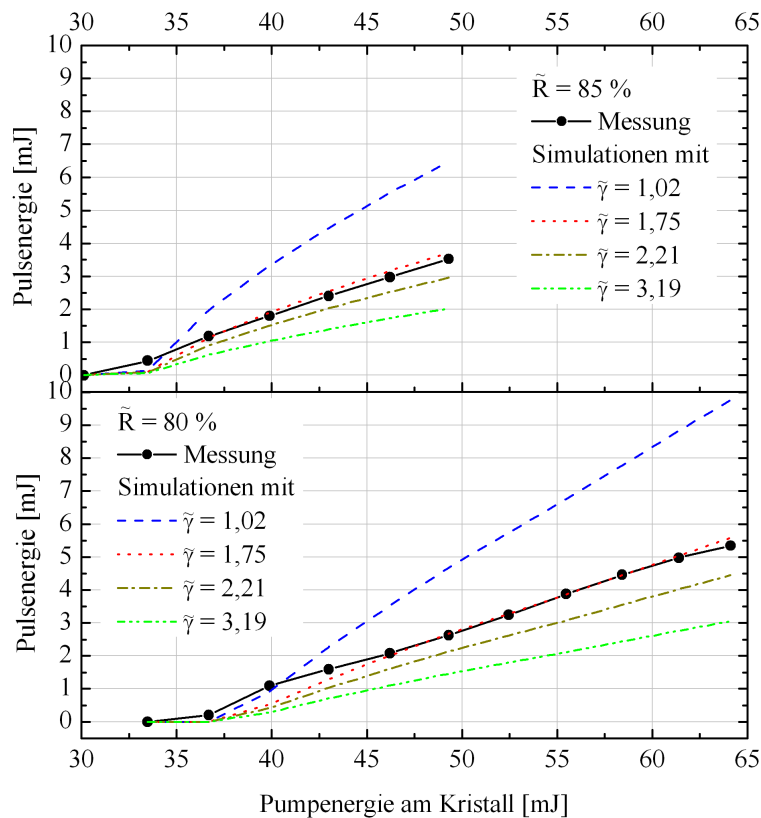 30 35 40 45 50 55 60 65
10
9
8
7
6
5
4
3
2
1
0
Pulsenergie [mJ]
R̃ = 85 %
Messung
Simulationen mit
γ̃ = 1,02
γ̃ = 1,75
γ̃ = 2,21
γ̃ = 3,19
10
9
8
7
6
5
4
3
2
1
0
Pulsenergie [mJ]
R̃ = 80 %
Messung
Simulationen mit
γ̃ = 1,02
γ̃ = 1,75
γ̃ = 2,21
γ̃ = 3,19
30 35 40 45 50 55 60 65
Pumpenergie am Kristall [mJ]